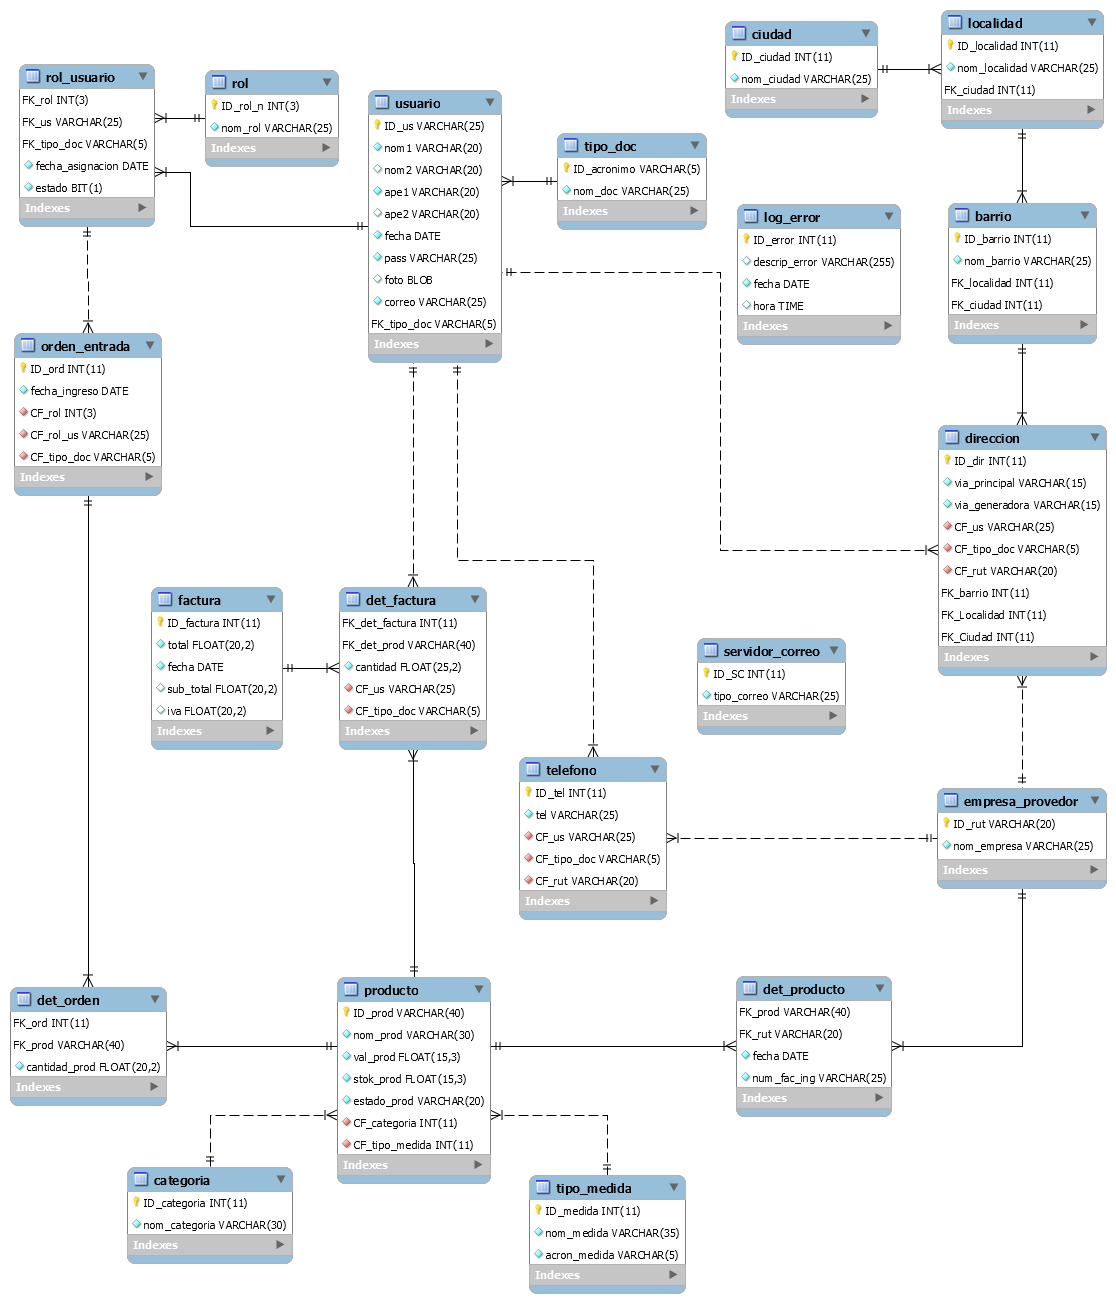 rol_usuario
FK_rol INT(3)
FK_us VARCHAR(25)
FK_tipo_doc VARCHAR(5)
fecha_asignacion DATE
estado BIT(1)
Indexes
rol
ID_rol_n INT(3)
nom_rol VARCHAR(25)
Indexes
usuario
ID_us VARCHAR(25)
nom1 VARCHAR(20)
nom2 VARCHAR(20)
ape1 VARCHAR(20)
ape2 VARCHAR(20)
fecha DATE
pass VARCHAR(25)
foto BLOB
correo VARCHAR(25)
FK_tipo_doc VARCHAR(5)
Indexes
tipo_doc
ID_acronimo VARCHAR(5)
nom_doc VARCHAR(25)
Indexes
ciudad
ID_ciudad INT(11)
nom_ciudad VARCHAR(25)
Indexes
localidad
ID_localidad INT(11)
nom_localidad VARCHAR(25)
FK_ciudad INT(11)
Indexes
log_error
ID_error INT(11)
descrip_error VARCHAR(255)
fecha DATE
hora TIME
Indexes
barrio
ID_barrio INT(11)
nom_barrio VARCHAR(25)
FK_localidad INT(11)
FK_ciudad INT(11)
Indexes
orden_entrada
ID_ord INT(11)
fecha_ingreso DATE
CF_rol INT(3)
CF_rol_us VARCHAR(25)
CF_tipo_doc VARCHAR(5)
Indexes
direccion
ID_dir INT(11)
via_principal VARCHAR(15)
via_generadora VARCHAR(15)
CF_us VARCHAR(25)
CF_tipo_doc VARCHAR(5)
CF_rut VARCHAR(20)
FK_barrio INT(11)
FK_Localidad INT(11)
FK_Ciudad INT(11)
Indexes
factura
ID_factura INT(11)
total FLOAT(20,2)
fecha DATE
sub_total FLOAT(20,2)
iva FLOAT(20,2)
Indexes
det_factura
FK_det_factura INT(11)
FK_det_prod VARCHAR(40)
cantidad FLOAT(25,2)
CF_us VARCHAR(25)
CF_tipo_doc VARCHAR(5)
Indexes
servidor_correo
ID_SC INT(11)
tipo_correo VARCHAR(25)
Indexes
telefono
ID_tel INT(11)
tel VARCHAR(25)
CF_us VARCHAR(25)
CF_tipo_doc VARCHAR(5)
CF_rut VARCHAR(20)
Indexes
empresa_provedor
ID_rut VARCHAR(20)
nom_empresa VARCHAR(25)
Indexes
det_orden
FK_ord INT(11)
FK_prod VARCHAR(40)
cantidad_prod FLOAT(20,2)
Indexes
producto
ID_prod VARCHAR(40)
nom_prod VARCHAR(30)
val_prod FLOAT(15,3)
stok_prod FLOAT(15,3)
estado_prod VARCHAR(20)
CF_categoria INT(11)
CF_tipo_medida INT(11)
Indexes
det_producto
FK_prod VARCHAR(40)
FK_rut VARCHAR(20)
fecha DATE
num_fac_ing VARCHAR(25)
Indexes
categoria
ID_categoria INT(11)
nom_categoria VARCHAR(30)
Indexes
tipo_medida
ID_medida INT(11)
nom_medida VARCHAR(35)
acron_medida VARCHAR(5)
Indexes